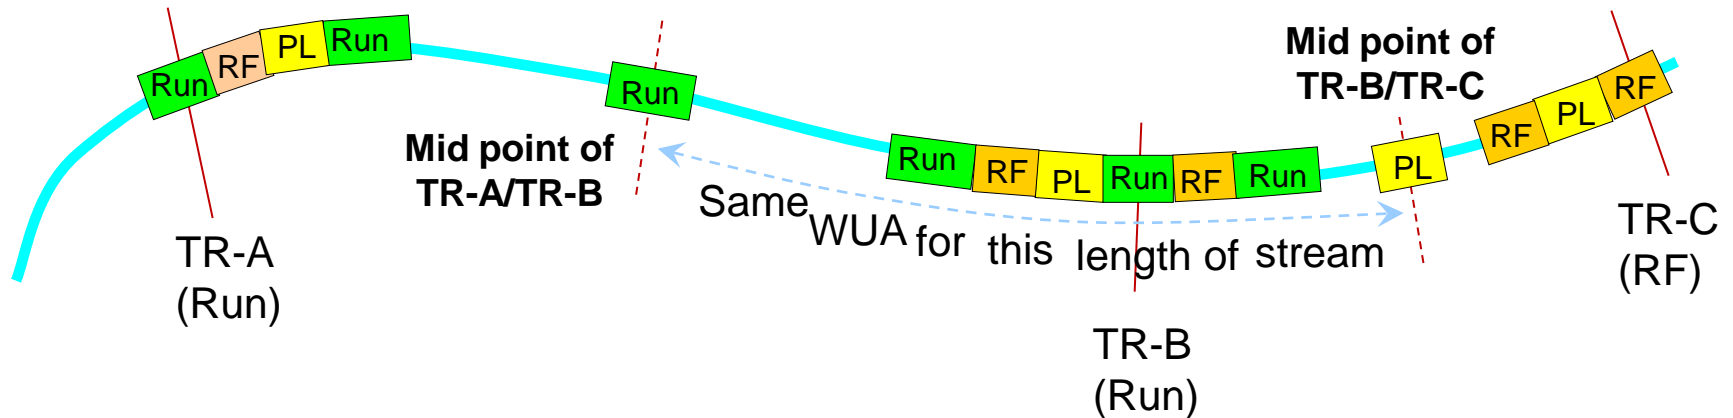 Run
RF
PL
Run
Run
Mid point of
TR-A/TR-B
Run
RF
PL
Run
RF
Run
Mid point of
TR-B/TR-C
PL
RF
PL
RF
Same WUA for this length of stream
TR-A
(Run)
TR-B
(Run)
TR-C
(RF)